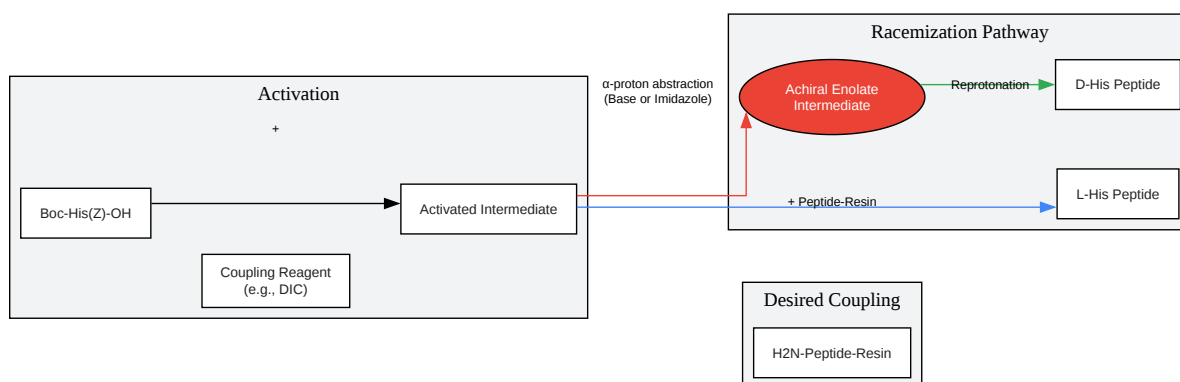 Activation
+
Boc-His(Z)-OH
Activated Intermediate
Coupling Reagent
(e.g., DIC)
α-proton abstraction
(Base or Imidazole)
Racemization Pathway
Achiral Enolate
Intermediate
Reprotonation
D-His Peptide
+ Peptide-Resin
L-His Peptide
Desired Coupling
H2N-Peptide-Resin